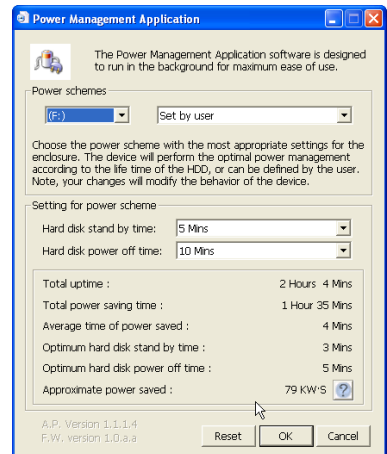 Power Management Application
The Power Management Application software is designed
to run in the background for maximum ease of use.
Power schemes
(F:)
Set by user
Choose the power scheme with the most appropriate settings for the
enclosure. The device will perform the optimal power management
according to the life time of the HDD, or can be defined by the user.
Note, your changes will modify the behavior of the device.
Setting for power scheme
Hard disk stand by time: 5 Mins
Hard disk power off time: 10 Mins
Total uptime : 2 Hours 4 Mins
Total power saving time : 1 Hour 35 Mins
Average time of power saved : 4 Mins
Optimum hard disk stand by time : 3 Mins
Optimum hard disk power off time : 5 Mins
Approximate power saved : 79 KW'S ?
A.P. Version 1.1.1.4
F.W. version 1.0.a.a
Reset OK Cancel